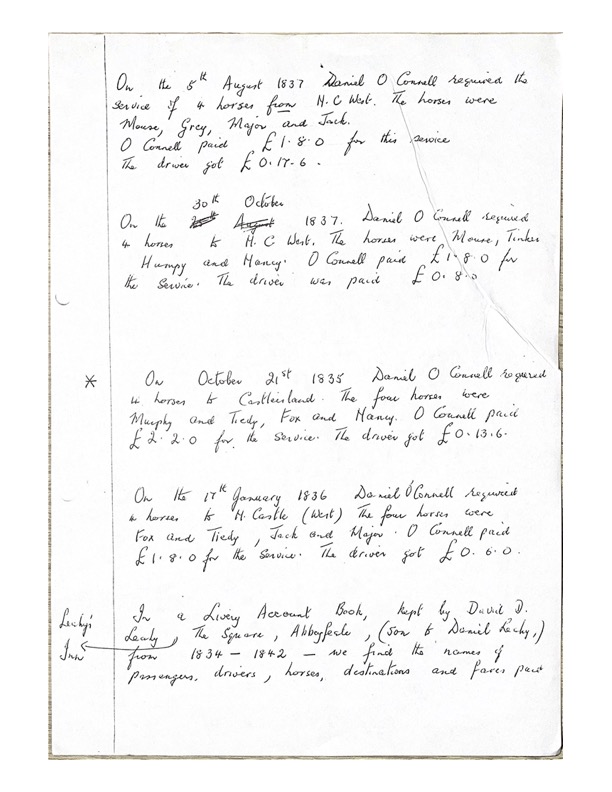 On the 5th August 1837 Daniel O Connell required the
service of 4 horses from N.C West. The horses were
Mouse, Grey, Major and Jack.
O Connell paid £1.8.0 for this service
The driver got £0.17.6.
30th October
On the 1837. Daniel O Connell required
4 horses to N.C West. The horses were Mouse, Tinker
Humpy and Nancy. O Connell paid £1.8.0 for
the Service. The driver was paid £0.8.0
* On October 21st 1835 Daniel O Connell required
4 horses to Castleisland. The four horses were
Murphy and Tiedy, Fox and Nancy. O Connell paid
£2.2.0 for the service. The driver got £0.13.6.
On the 17th January 1836 Daniel O'Connell required
4 horses to N. Castle (West) The four horses were
Fox and Tiedy, Jack and Major. O Connell paid
£1.8.0 for the service. The driver got £0.6.0.
In a Livery Account Book, kept by David D.
Leahy, The Square, Abbeyfeale, (son to Daniel Leahy,)
from 1834 – 1842 – we find the names of
passengers, drivers, horses, destinations and fares paid
Leahy's
Inn